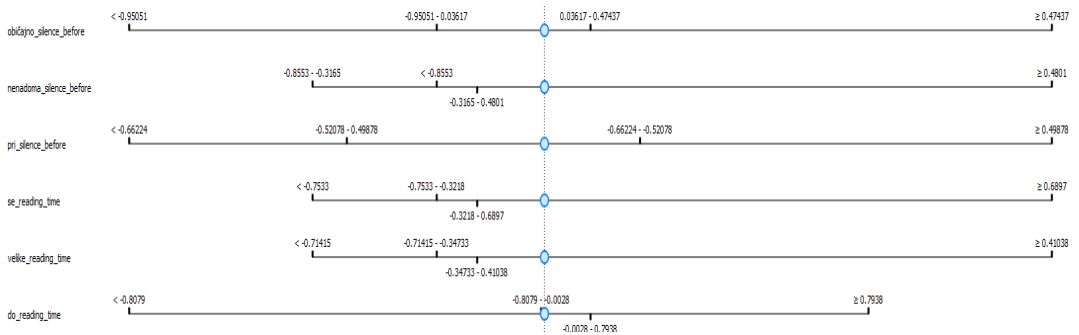 < -0.95051 -0.95051 - 0.03617 0.03617 - 0.47437 ≥ 0.47437
običajno_silence_before
-0.8553 - -0.3165 < -0.8553 ≥ 0.4801
nenadoma_silence_before
-0.3165 - 0.4801
< -0.66224 -0.52078 - 0.49878 -0.66224 - -0.52078 ≥ 0.49878
pri_silence_before
< -0.7533 -0.7533 - -0.3218 ≥ 0.6897
se_reading_time
-0.3218 - 0.6897
< -0.71415 -0.71415 - -0.34733 ≥ 0.41038
velike_reading_time
-0.34733 - 0.41038
< -0.8079 -0.8079 - -0.0028 ≥ 0.7938
do_reading_time
-0.0028 - 0.7938